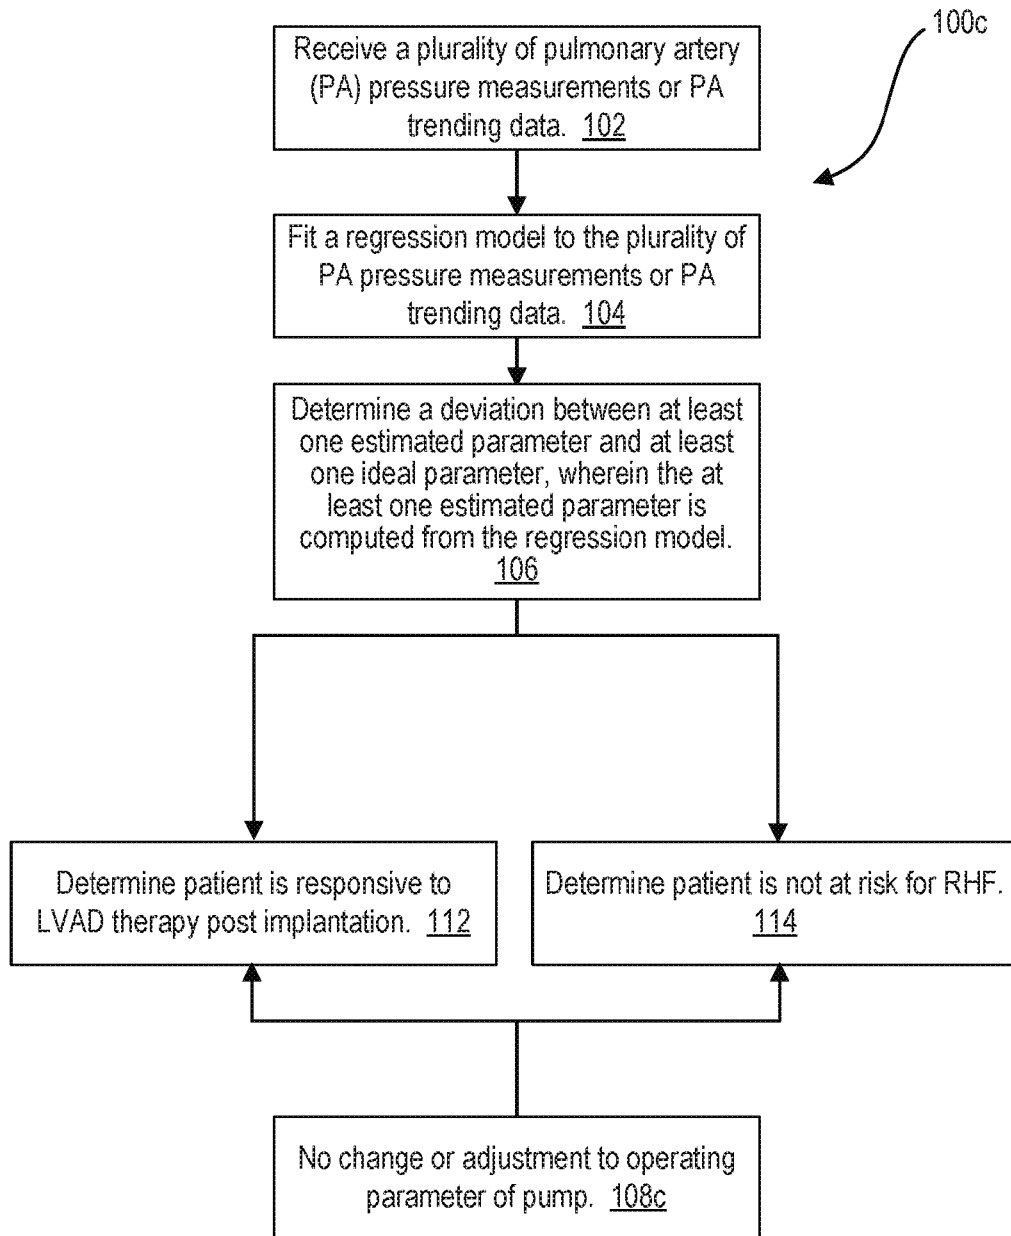 100c
Receive a plurality of pulmonary artery
(PA) pressure measurements or PA
trending data. 102
Fit a regression model to the plurality of
PA pressure measurements or PA
trending data. 104
Determine a deviation between at least
one estimated parameter and at least
one ideal parameter, wherein the at
least one estimated parameter is
computed from the regression model.
106
Determine patient is responsive to
LVAD therapy post implantation. 112
Determine patient is not at risk for RHF.
114
No change or adjustment to operating
parameter of pump. 108c